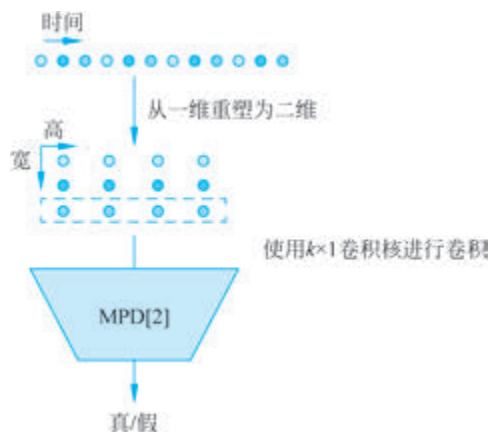 时间
从一维重塑为二维
高
宽
使用k×1卷积核进行卷积
MPD[2]
真/假